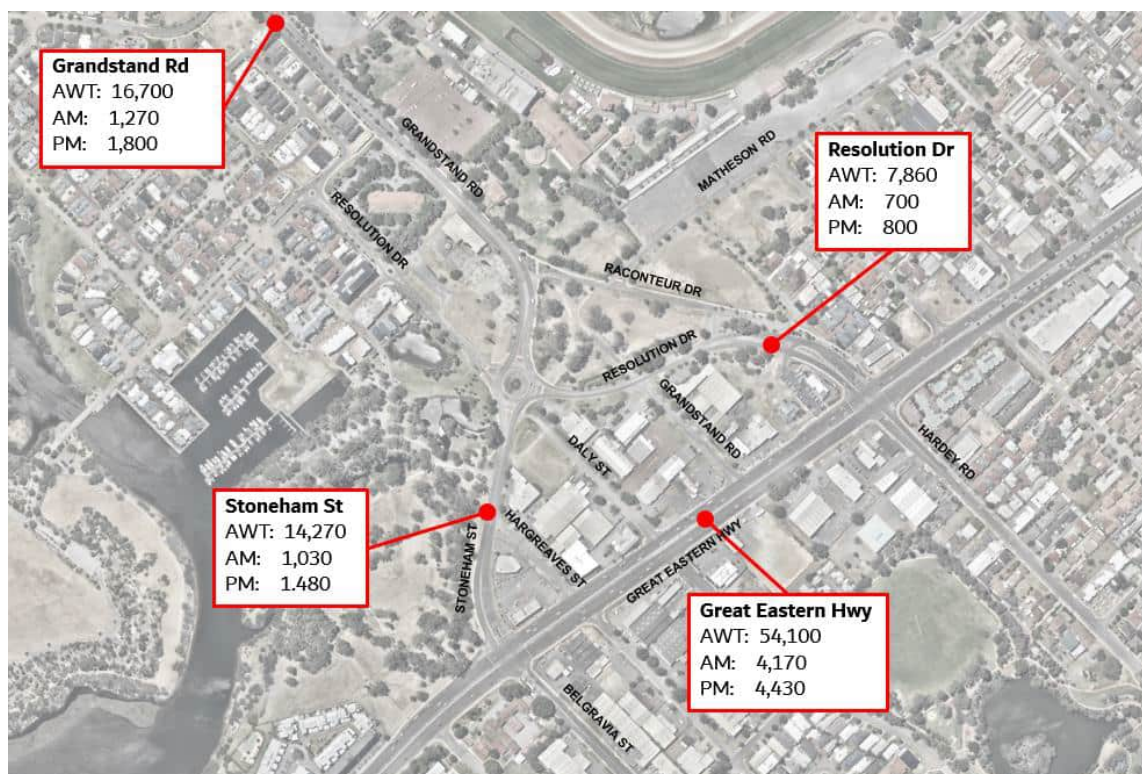 Grandstand Rd
AWT: 16,700
AM: 1,270
PM: 1,800
GRANDSTAND RD
MATHESON RD
Resolution Dr
AWT: 7,860
AM: 700
PM: 800
RESOLUTION DR
RACONTEUR DR
RESOLUTION DR
GRANDSTAND RD
HARDEY RD
DALY ST
Stoneham St
AWT: 14,270
AM: 1,030
PM: 1.480
HARGREAVES ST
STONEHAM ST
GREAT EASTERN HWY
Great Eastern Hwy
AWT: 54,100
AM: 4,170
PM: 4,430
BELGRAVIA ST